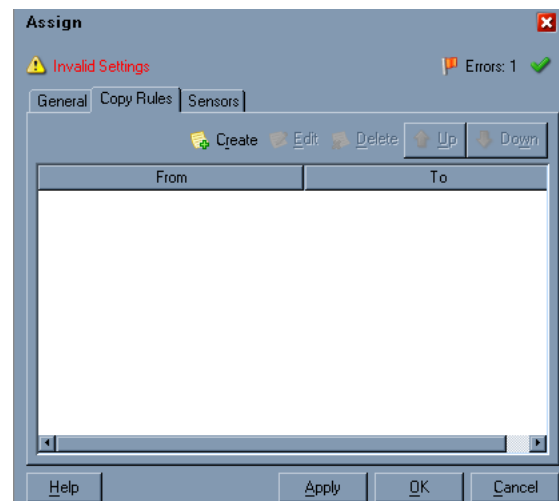 Assign
Invalid Settings Errors: 1
General Copy Rules Sensors
Create Edit Delete Up Down
From To
Help Apply OK Cancel